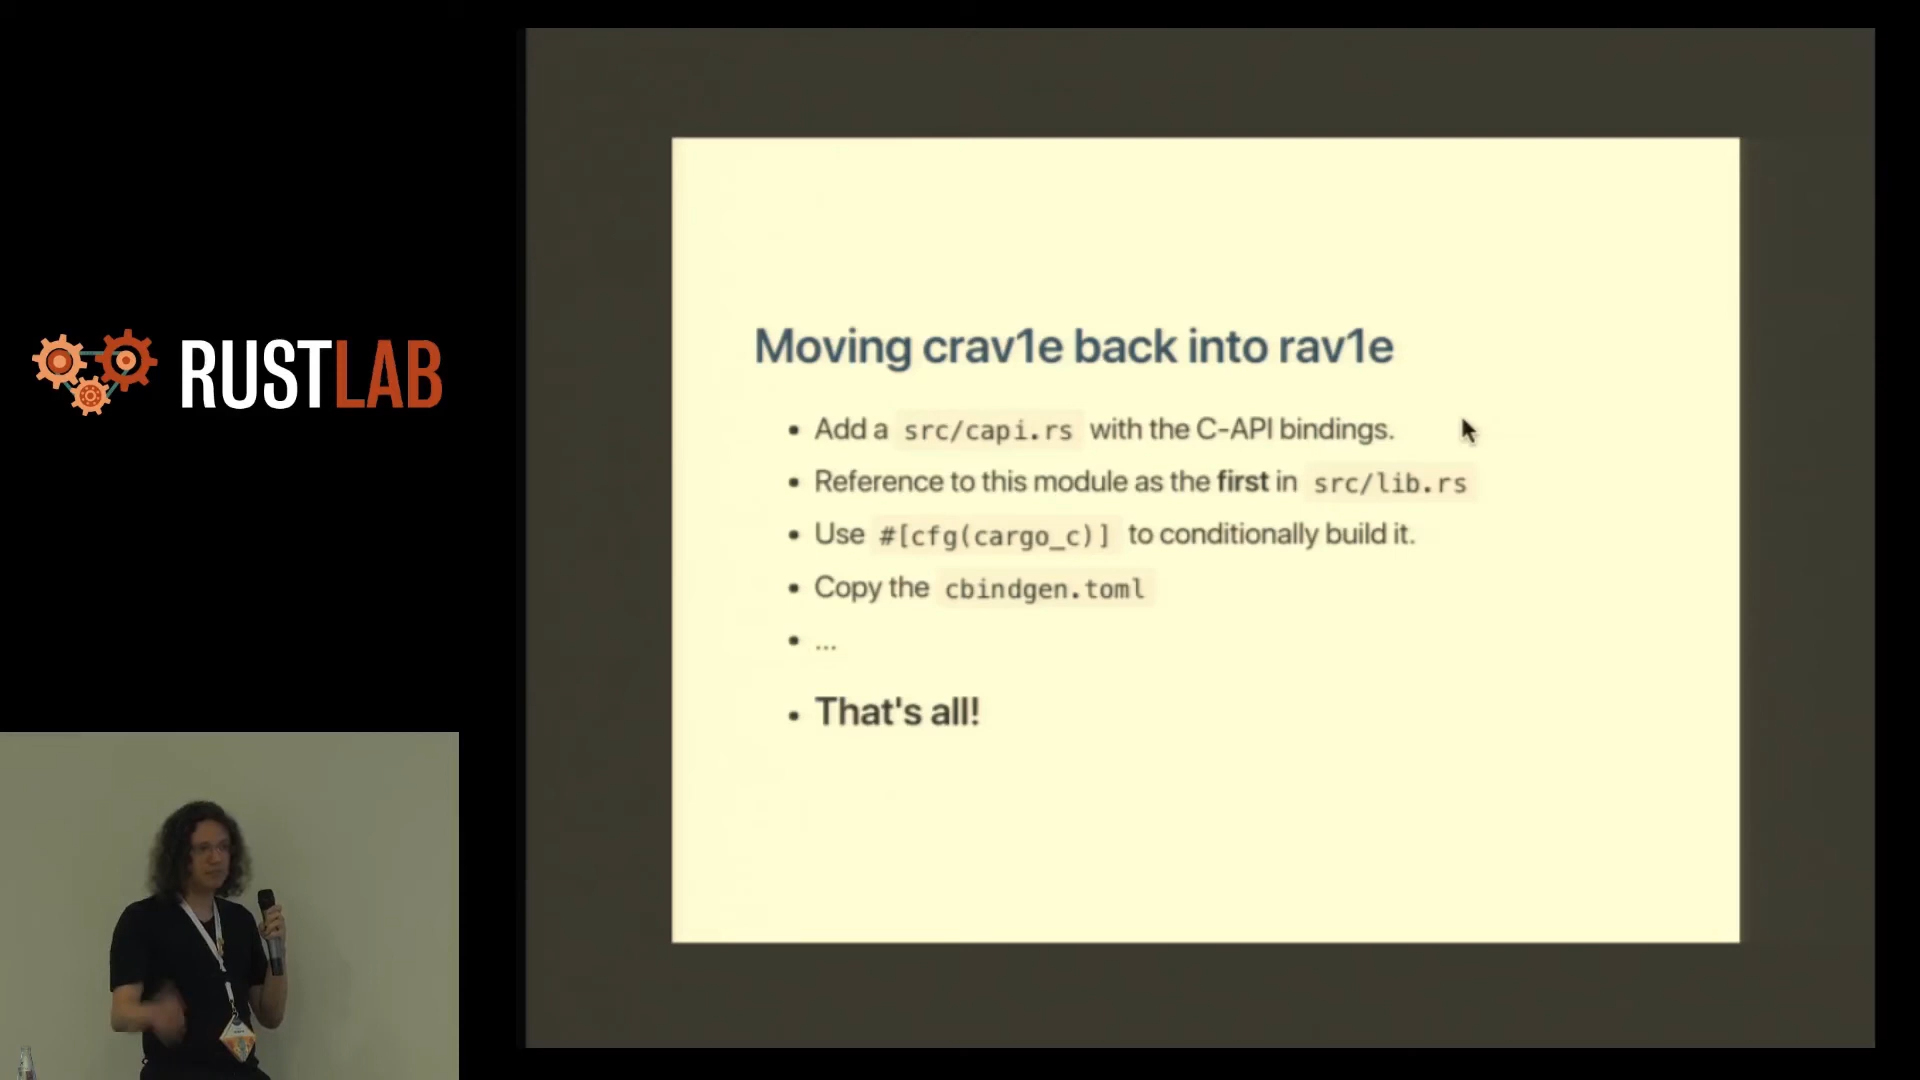 RUSTLAB
Moving crav1e back into rav1e
Add a src/capi.rs with the C-API bindings.
Reference to this module as the first in src/lib.rs
Use #[cfg(cargo_c)] to conditionally build it.
Copy the cbindgen.toml
...
That's all!